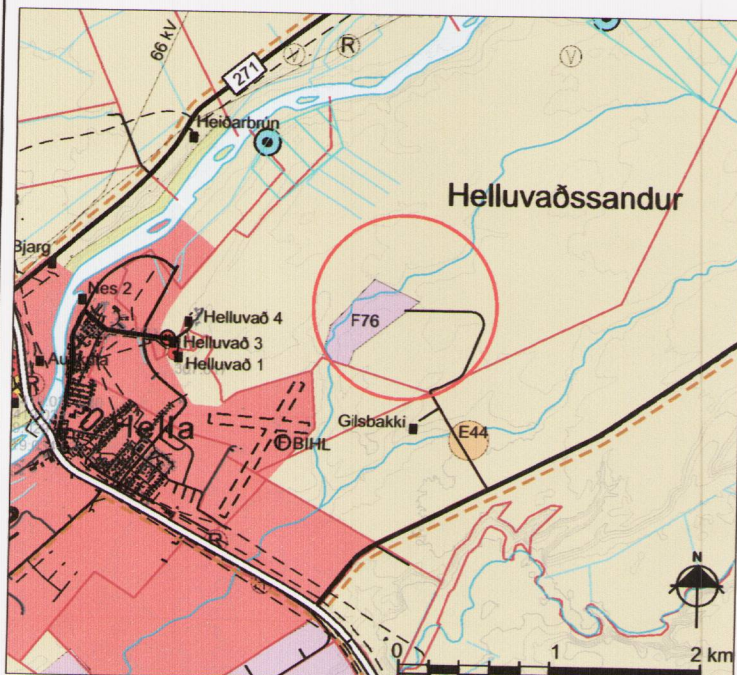 66 kV
R
V
V
271
Heiðarbrún
Helluvaðssandur
Bjarg
Nes 2
Helluvað 4
F76
Helluvað 3
Helluvað 1
R
Gilsbakki
E44
Hella
BIHL
R
N
0
1
2 km